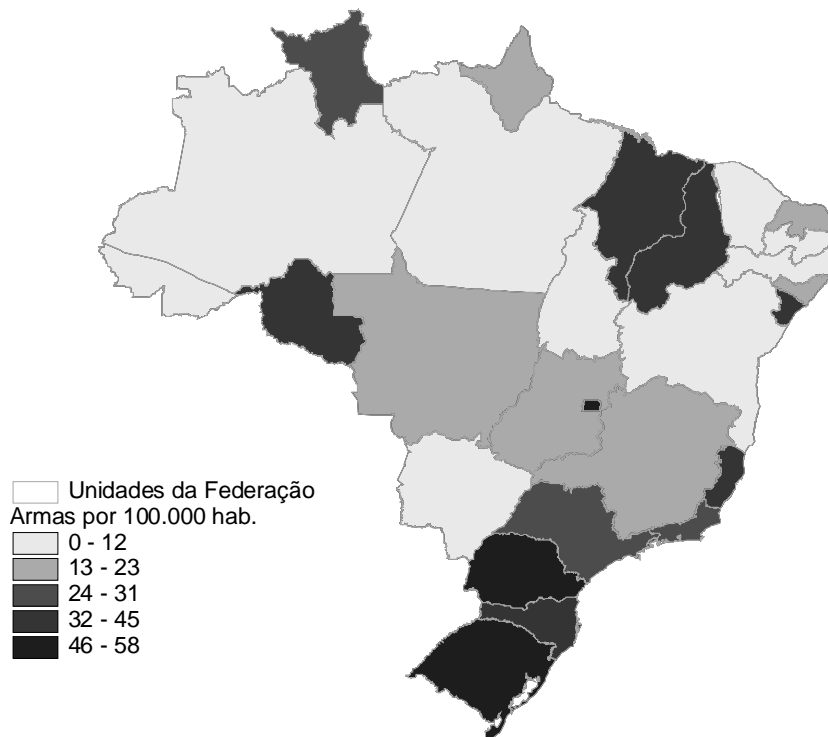 Unidades da Federação
Armas por 100.000 hab.
0 - 12
13 - 23
24 - 31
32 - 45
46 - 58